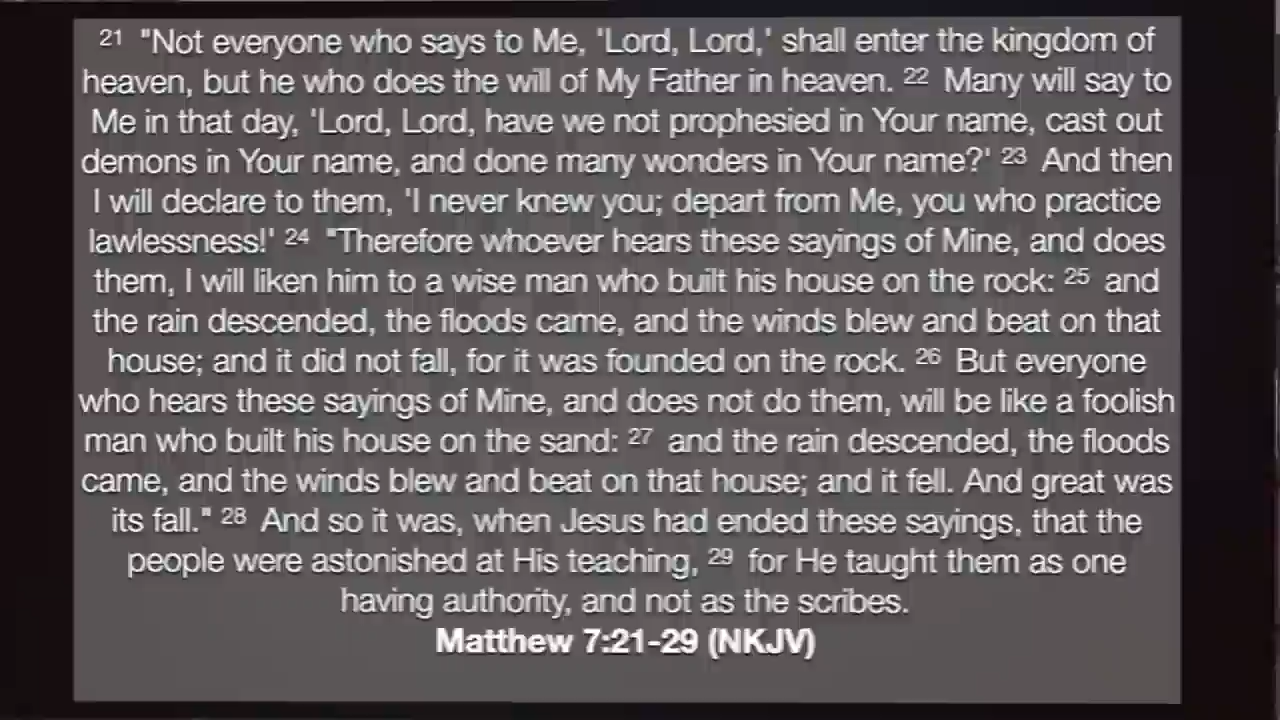 21 "Not everyone who says to Me, 'Lord, Lord,' shall enter the kingdom of
heaven, but he who does the will of My Father in heaven. 22 Many will say to
Me in that day, 'Lord, Lord, have we not prophesied in Your name, cast out
demons in Your name, and done many wonders in Your name?' 23 And then
I will declare to them, 'I never knew you; depart from Me, you who practice
lawlessness!' 24 "Therefore whoever hears these sayings of Mine, and does
them, I will liken him to a wise man who built his house on the rock: 25 and
the rain descended, the floods came, and the winds blew and beat on that
house; and it did not fall, for it was founded on the rock. 26 But everyone
who hears these sayings of Mine, and does not do them, will be like a foolish
man who built his house on the sand: 27 and the rain descended, the floods
came, and the winds blew and beat on that house; and it fell. And great was
its fall." 28 And so it was, when Jesus had ended these sayings, that the
people were astonished at His teaching, 29 for He taught them as one
having authority, and not as the scribes.
Matthew 7:21-29 (NKJV)